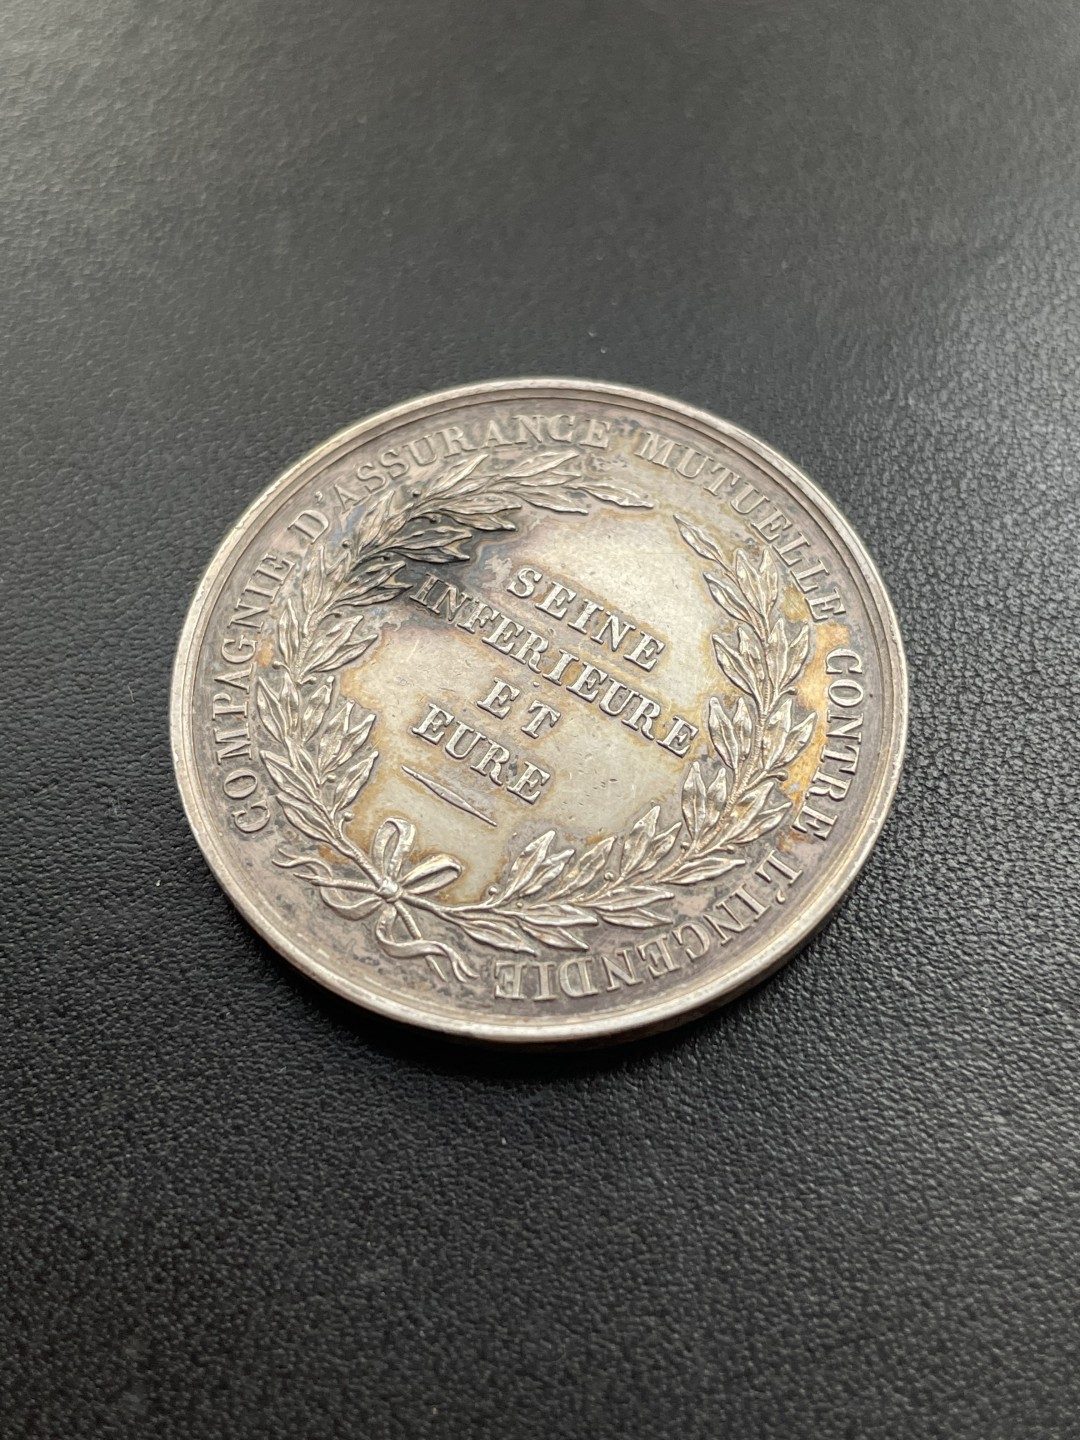 COMPAGNIE D'ASSURANCE MUTUELLE CONTRE L'INCENDIE
SEINE
INFERIEURE
ET
EURE